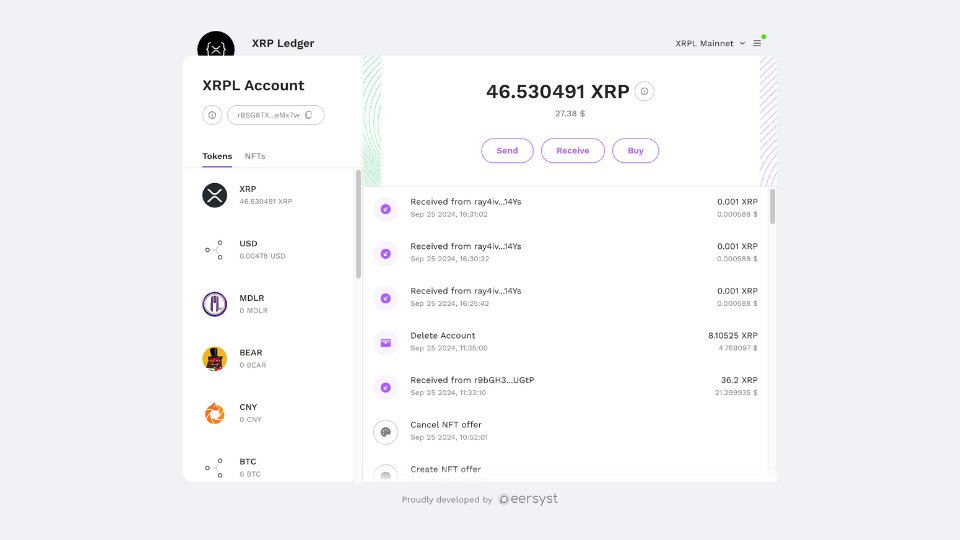 XRP Ledger
XRPL Mainnet
XRPL Account
rBSG8TX...eMx7w
Tokens NFTs
XRP
46.530491 XRP
USD
0.00478 USD
MDLR
0 MDLR
BEAR
0 BEAR
CNY
0 CNY
BTC
0 BTC
46.530491 XRP
27.38 $
Send Receive Buy
Received from ray4iv...14Ys 0.001 XRP
Sep 25 2024, 16:31:02 0.000588 $
Received from ray4iv...14Ys 0.001 XRP
Sep 25 2024, 16:30:32 0.000588 $
Received from ray4iv...14Ys 0.001 XRP
Sep 25 2024, 16:25:42 0.000588 $
Delete Account 8.10525 XRP
Sep 25 2024, 11:35:00 4.769097 $
Received from r9bGH3...UGtP 36.2 XRP
Sep 25 2024, 11:33:10 21.299935 $
Cancel NFT offer
Sep 25 2024, 10:52:01
Create NFT offer
Proudly developed by peersyst